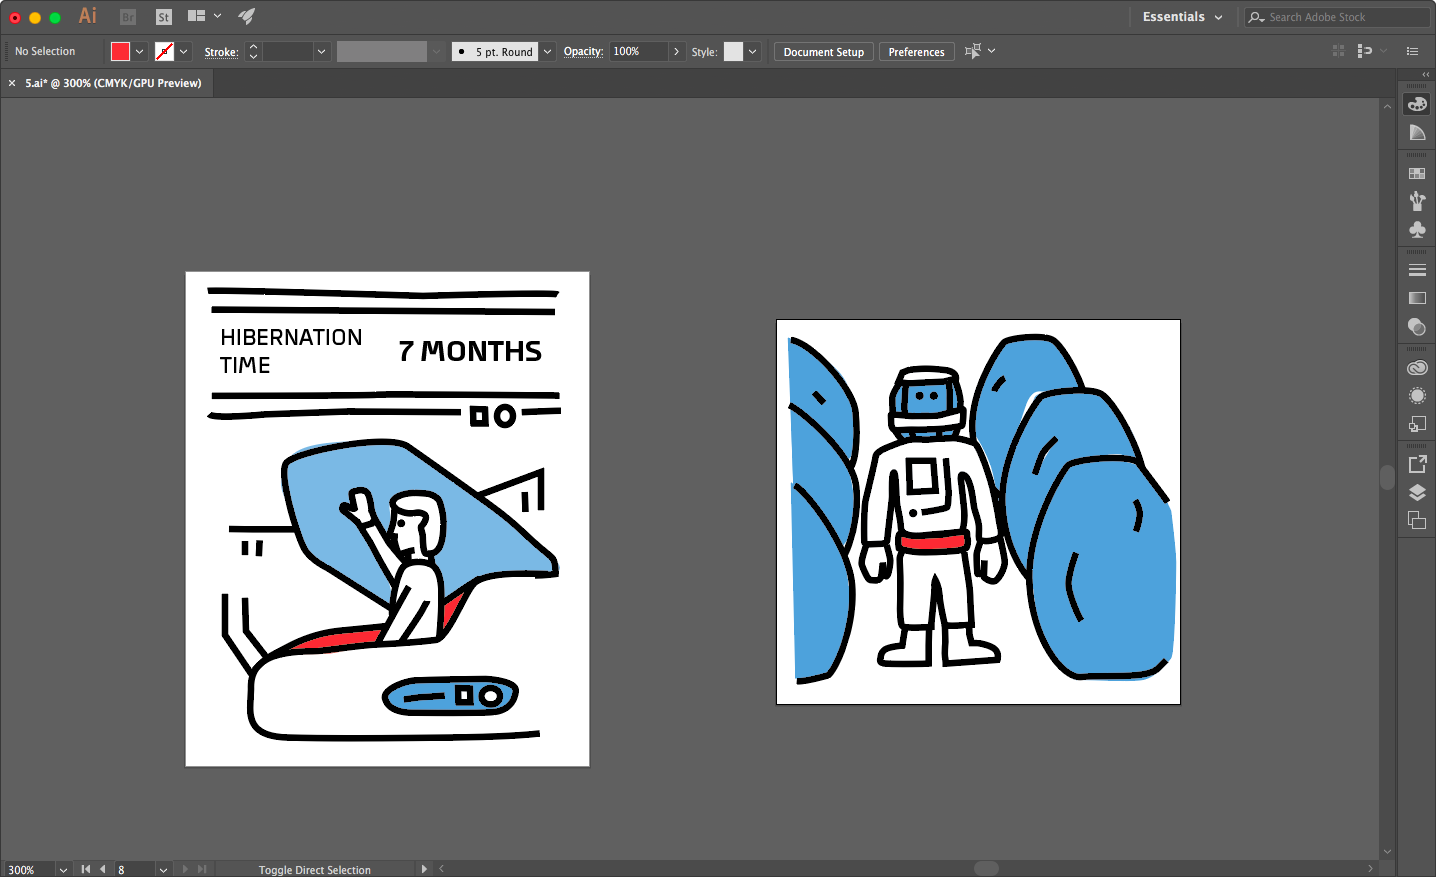 Ai
Br
St
Essentials
Search Adobe Stock
No Selection
Stroke:
5 pt. Round
Opacity:
100%
Style:
Document Setup
Preferences
× 5.ai* @ 300% (CMYK/GPU Preview)
HIBERNATION
TIME
7 MONTHS
300%
8
Toggle Direct Selection